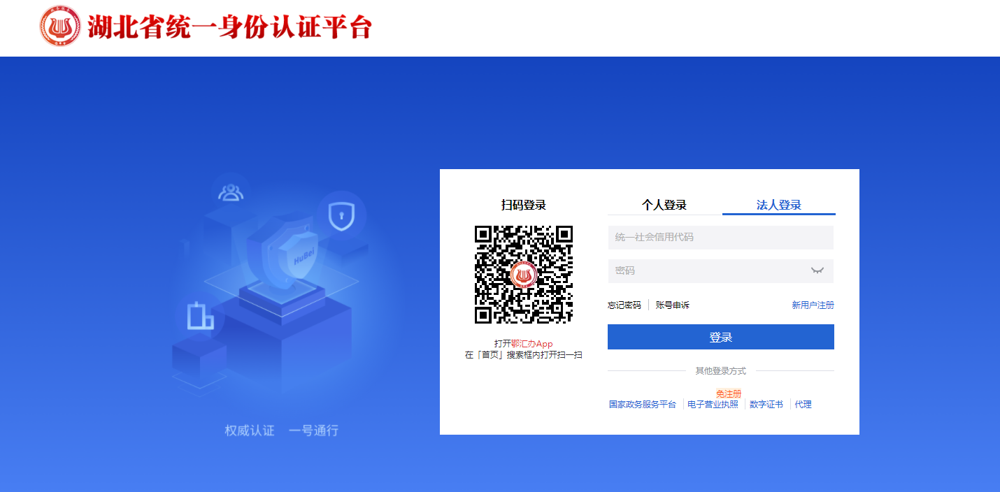 湖北省统一身份认证平台
HuBei
权威认证 一号通行
扫码登录
打开鄂汇办App
在「首页」搜索框内打开扫一扫
个人登录 法人登录
统一社会信用代码
密码
忘记密码 账号申诉 新用户注册
登录
其他登录方式
免注册
国家政务服务平台 电子营业执照 数字证书 代理